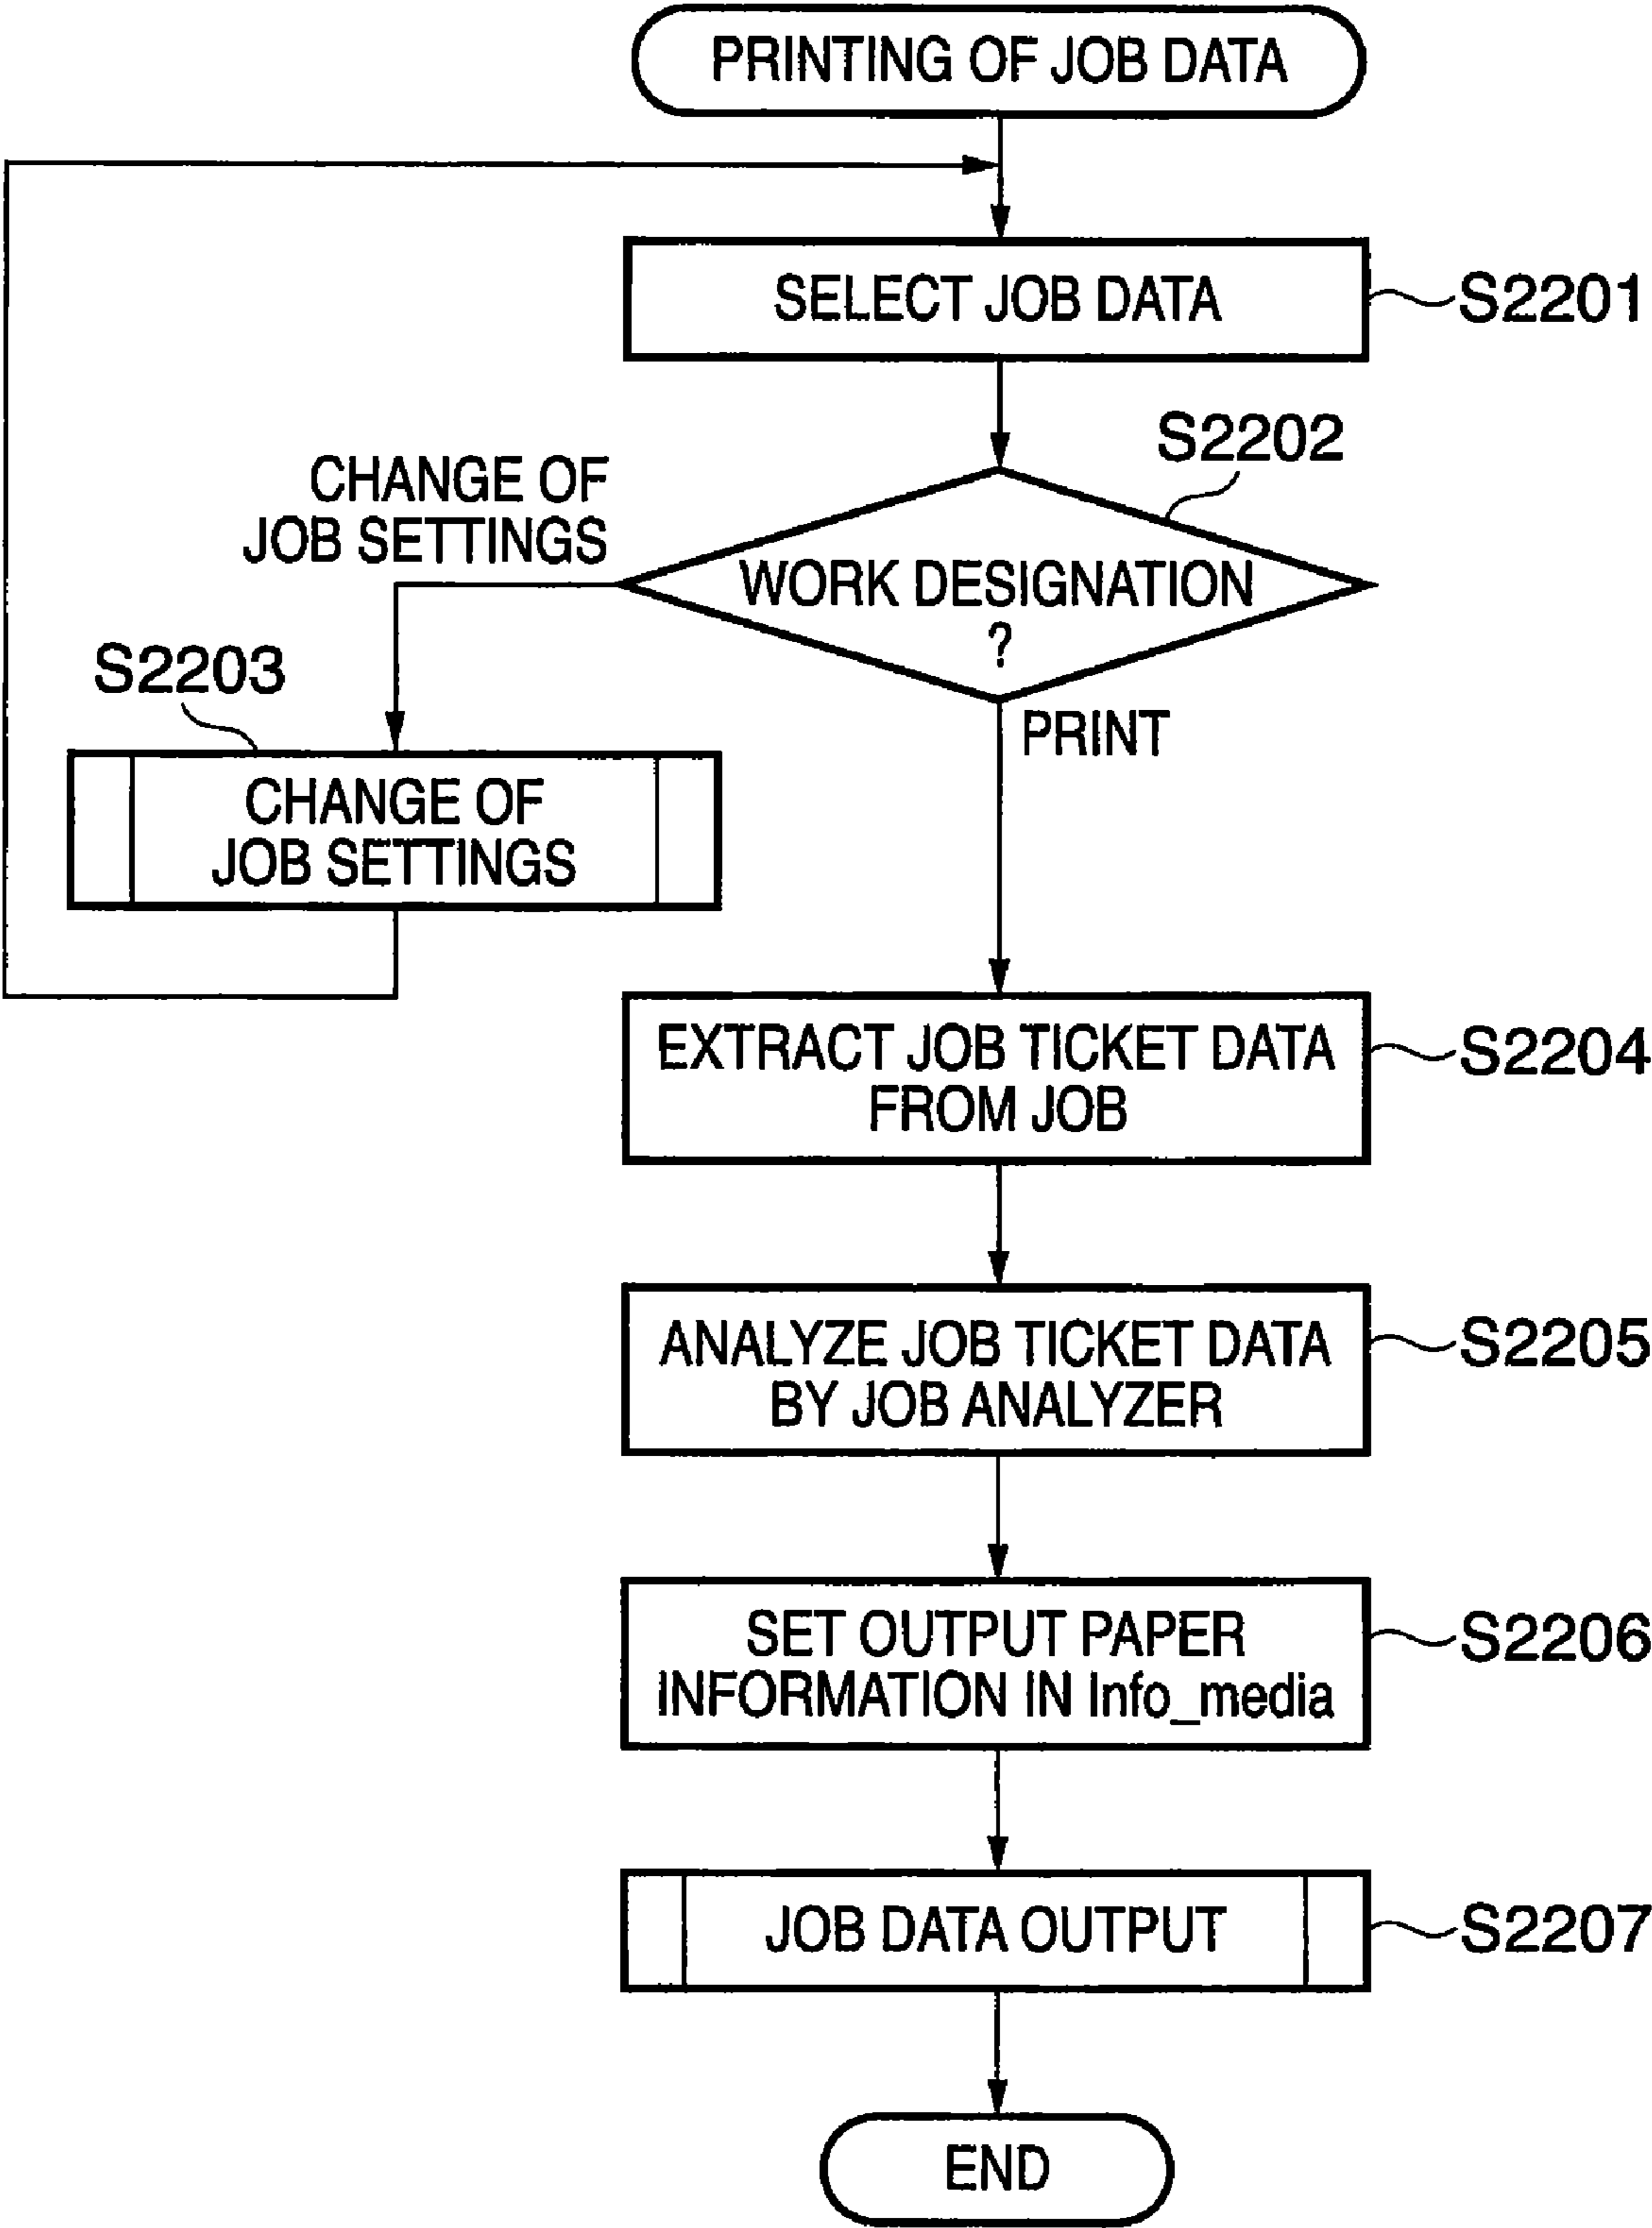 PRINTING OF JOB DATA
SELECT JOB DATA
S2201
S2202
CHANGE OF
JOB SETTINGS
WORK DESIGNATION
?
S2203
PRINT
CHANGE OF
JOB SETTINGS
EXTRACT JOB TICKET DATA
FROM JOB
S2204
ANALYZE JOB TICKET DATA
BY JOB ANALYZER
S2205
SET OUTPUT PAPER
INFORMATION IN Info_media
S2206
JOB DATA OUTPUT
S2207
END